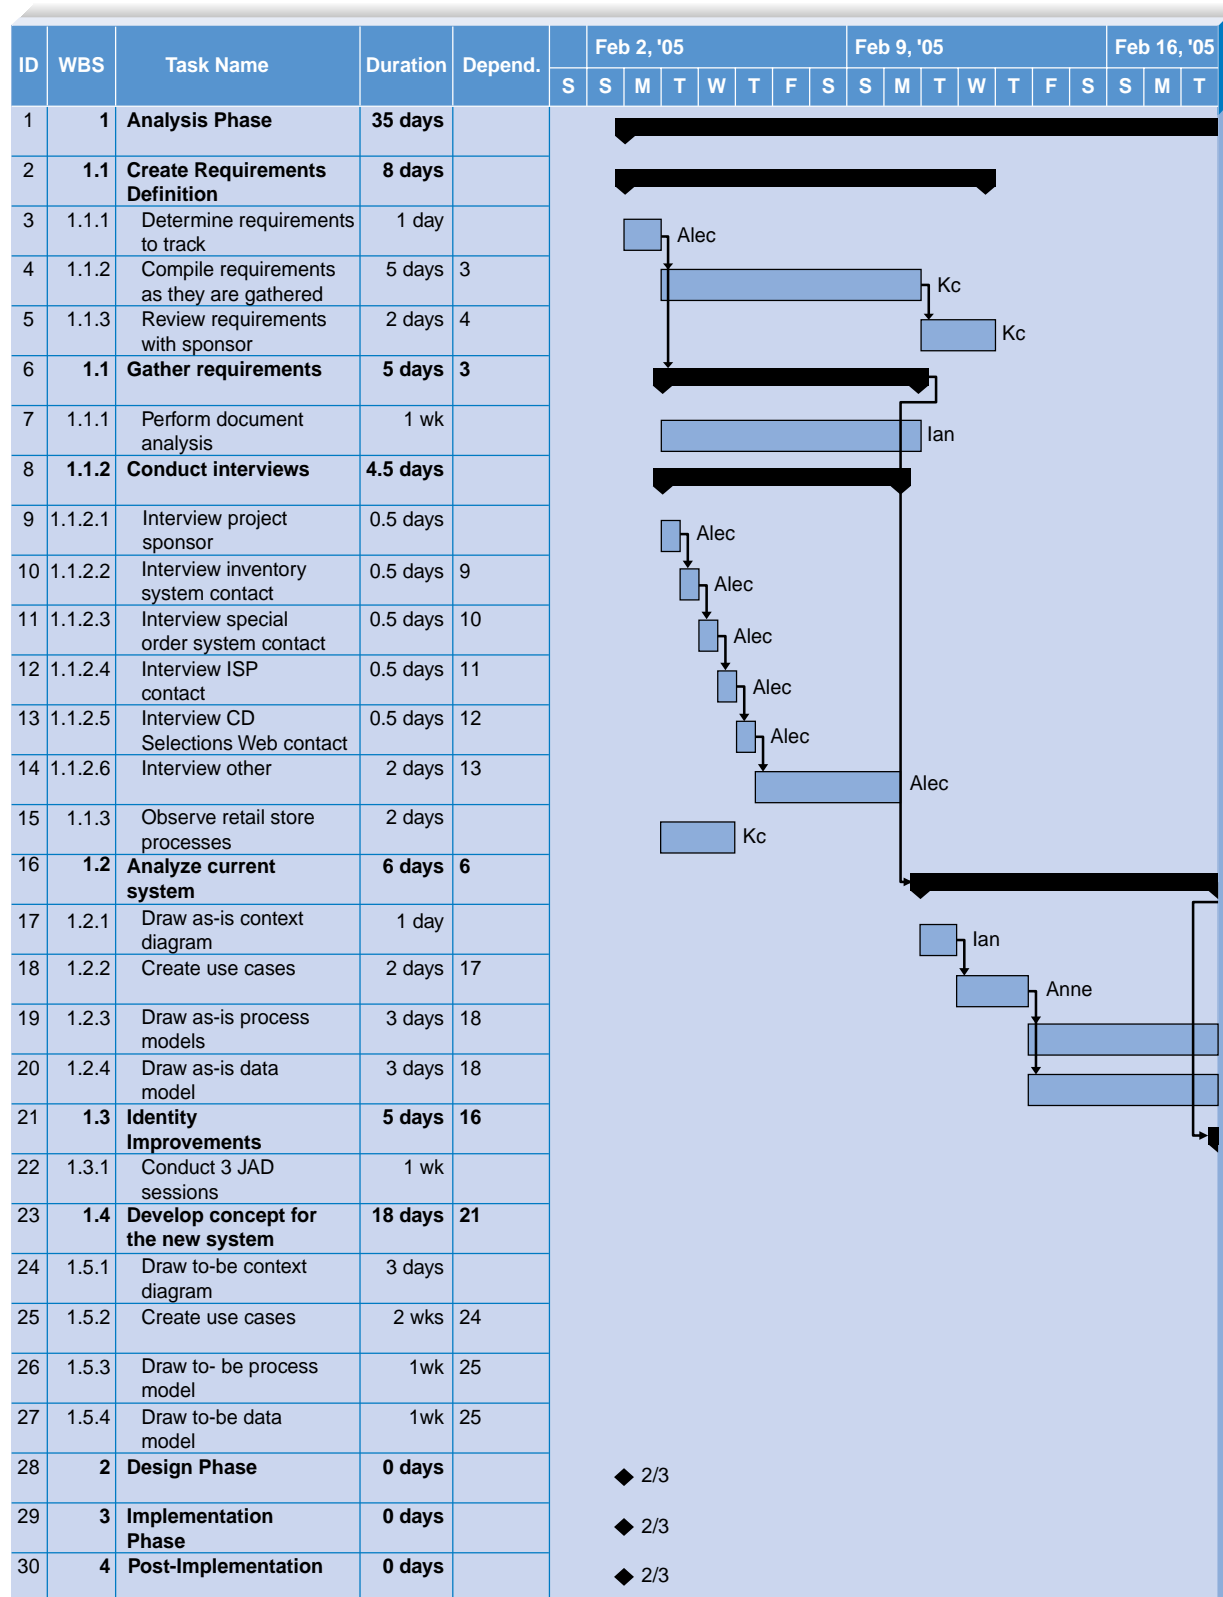 Feb 2, '05 Feb 9, '05 Feb 16, '05
ID WBS Task Name Duration Depend.
S S M T W T F S S M T W T F S S M T
1 1 Analysis Phase 35 days
2 1.1 Create Requirements 8 days
Definition
3 1.1.1 Determine requirements 1 day Alec
to track
4 1.1.2 Compile requirements 5 days 3 Kc
as they are gathered
5 1.1.3 Review requirements 2 days 4 Kc
with sponsor
6 1.1 Gather requirements 5 days 3
7 1.1.1 Perform document 1 wk Ian
analysis
8 1.1.2 Conduct interviews 4.5 days
9 1.1.2.1 Interview project 0.5 days Alec
sponsor
10 1.1.2.2 Interview inventory 0.5 days 9 Alec
system contact
11 1.1.2.3 Interview special 0.5 days 10 Alec
order system contact
12 1.1.2.4 Interview ISP 0.5 days 11 Alec
contact
13 1.1.2.5 Interview CD 0.5 days 12 Alec
Selections Web contact
14 1.1.2.6 Interview other 2 days 13 Alec
15 1.1.3 Observe retail store 2 days Kc
processes
16 1.2 Analyze current 6 days 6
system
17 1.2.1 Draw as-is context 1 day Ian
diagram
18 1.2.2 Create use cases 2 days 17 Anne
19 1.2.3 Draw as-is process 3 days 18
models
20 1.2.4 Draw as-is data 3 days 18
model
21 1.3 Identity 5 days 16
Improvements
22 1.3.1 Conduct 3 JAD 1 wk
sessions
23 1.4 Develop concept for 18 days 21
the new system
24 1.5.1 Draw to-be context 3 days
diagram
25 1.5.2 Create use cases 2 wks 24
26 1.5.3 Draw to- be process 1wk 25
model
27 1.5.4 Draw to-be data 1wk 25
model
28 2 Design Phase 0 days 2/3
29 3 Implementation 0 days 2/3
Phase
30 4 Post-Implementation 0 days 2/3